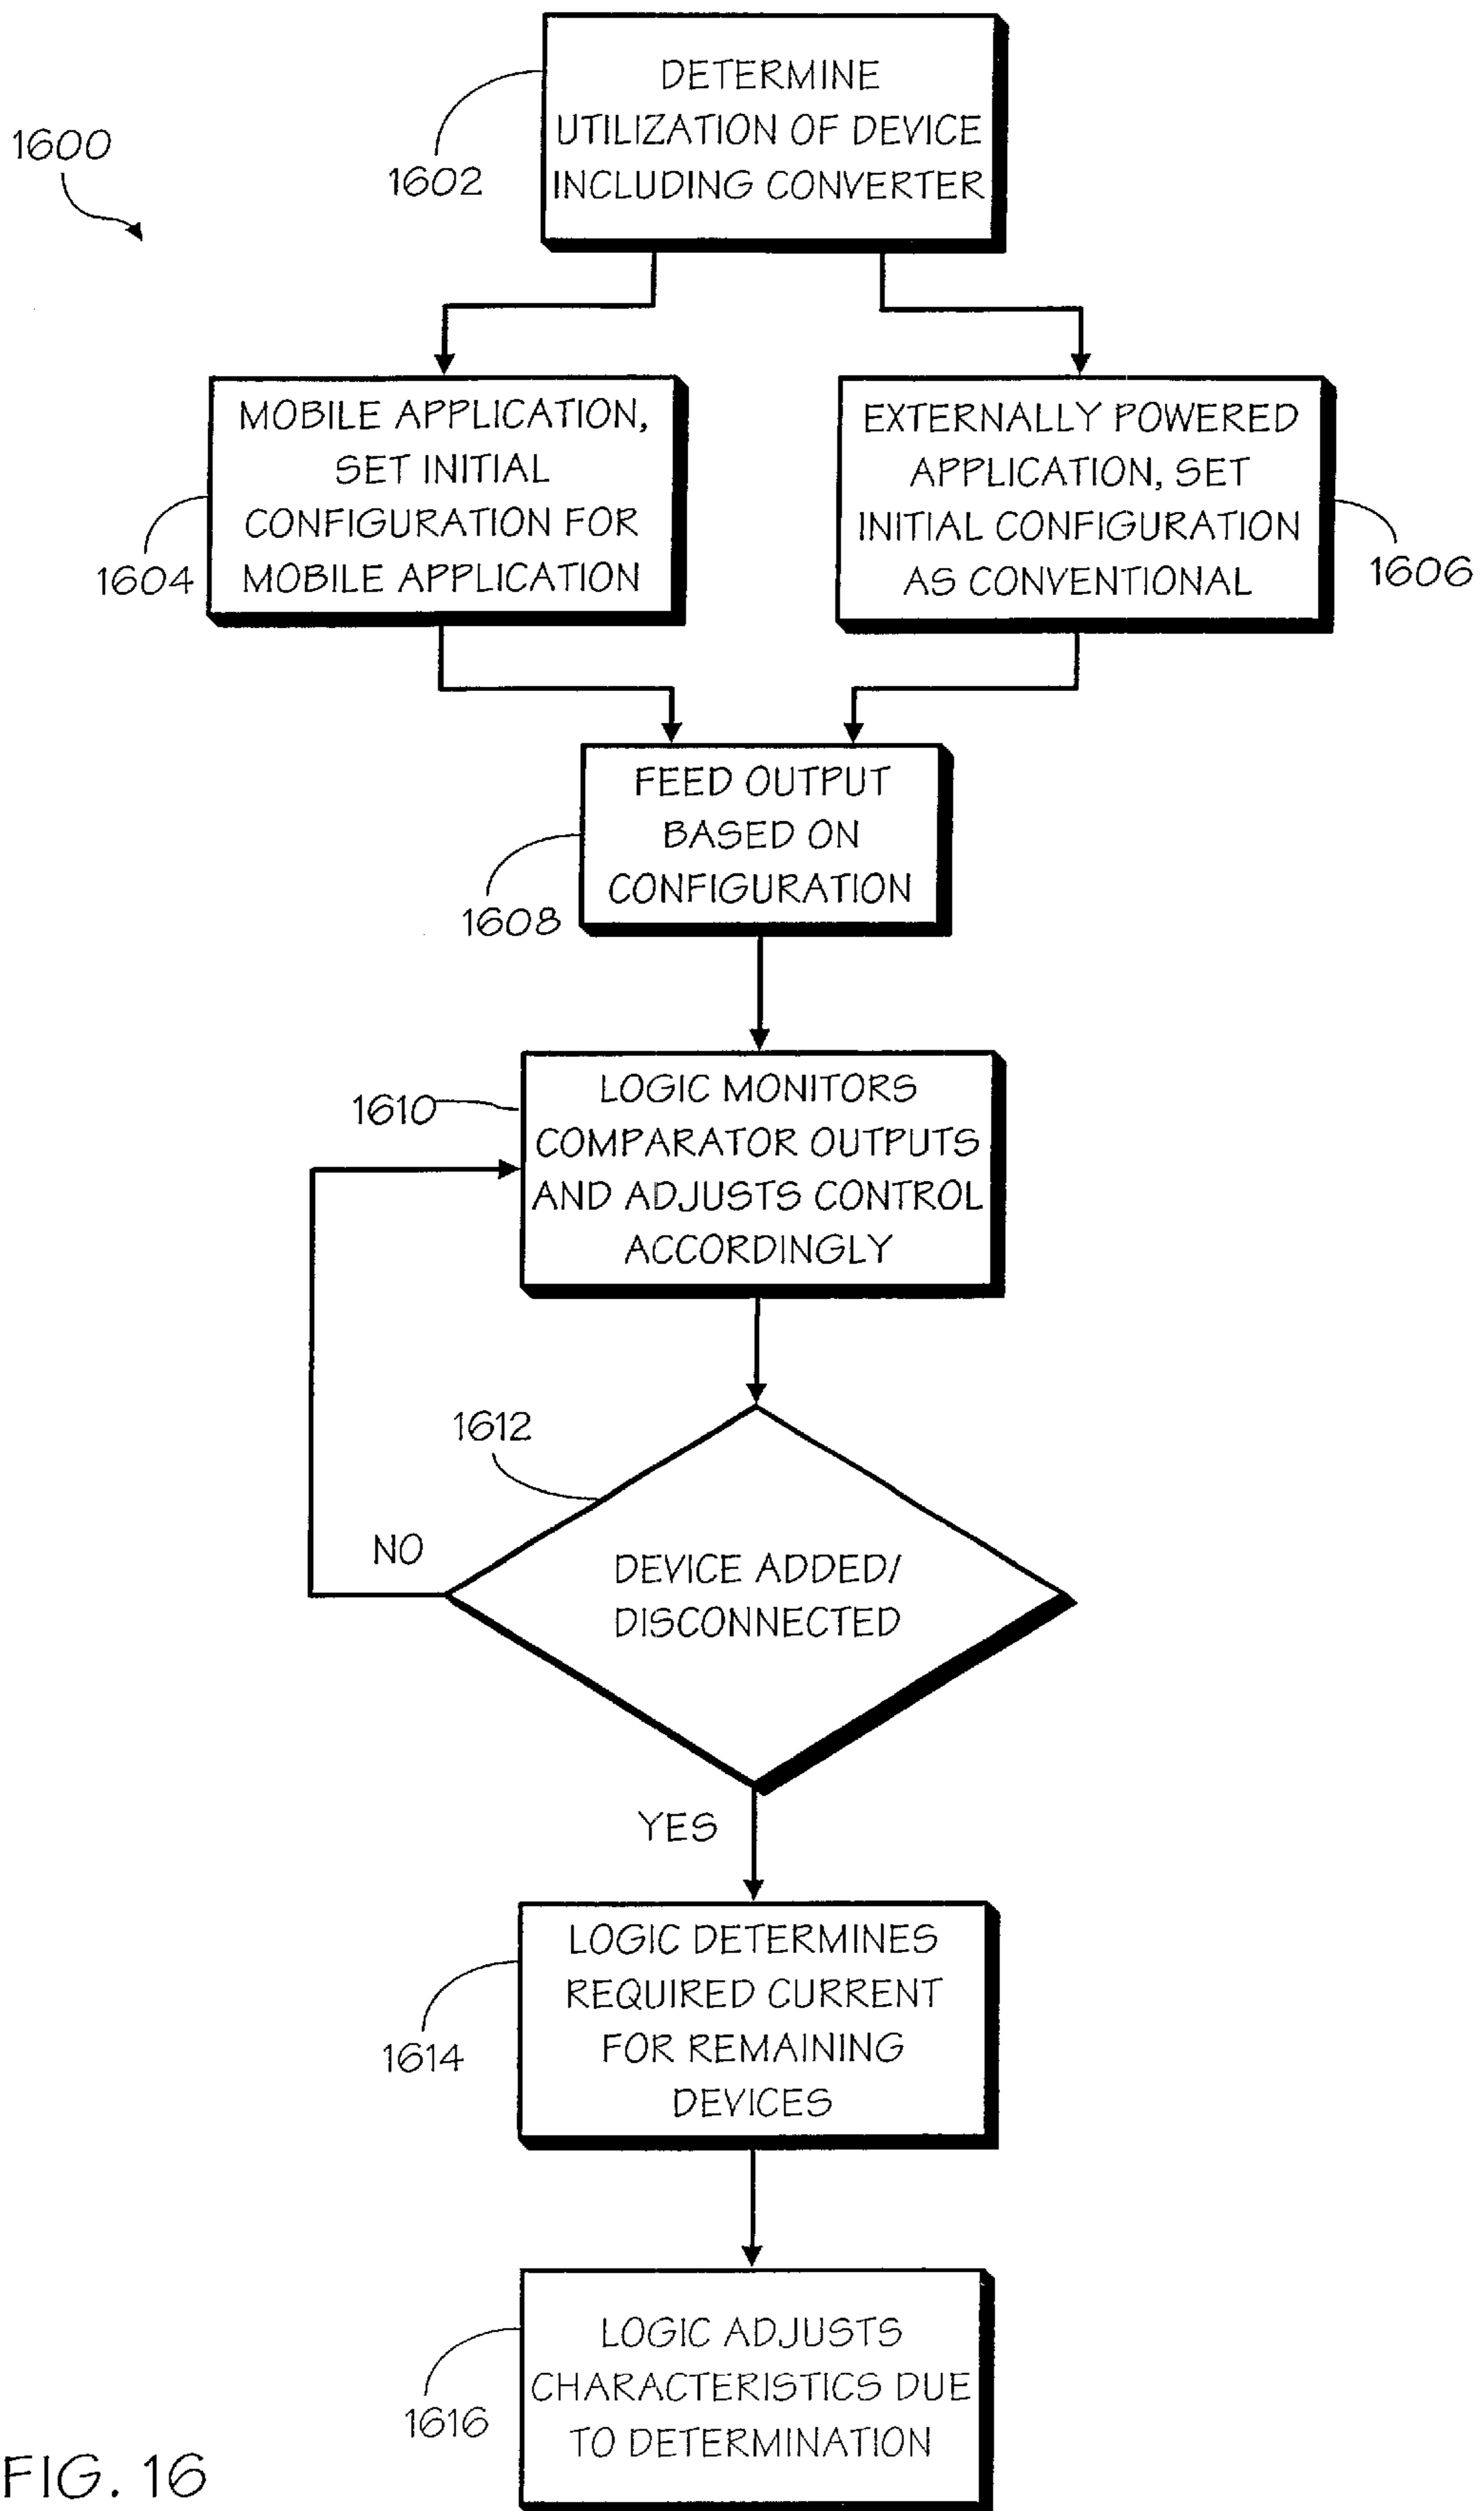 DETERMINE
UTILIZATION OF DEVICE
INCLUDING CONVERTER
1600
1602
MOBILE APPLICATION,
SET INITIAL
CONFIGURATION FOR
MOBILE APPLICATION
1604
EXTERNALLY POWERED
APPLICATION, SET
INITIAL CONFIGURATION
AS CONVENTIONAL
1606
FEED OUTPUT
BASED ON
CONFIGURATION
1608
LOGIC MONITORS
COMPARATOR OUTPUTS
AND ADJUSTS CONTROL
ACCORDINGLY
1610
1612
NO
DEVICE ADDED/
DISCONNECTED
YES
LOGIC DETERMINES
REQUIRED CURRENT
FOR REMAINING
DEVICES
1614
LOGIC ADJUSTS
CHARACTERISTICS DUE
TO DETERMINATION
1616
FIG. 16